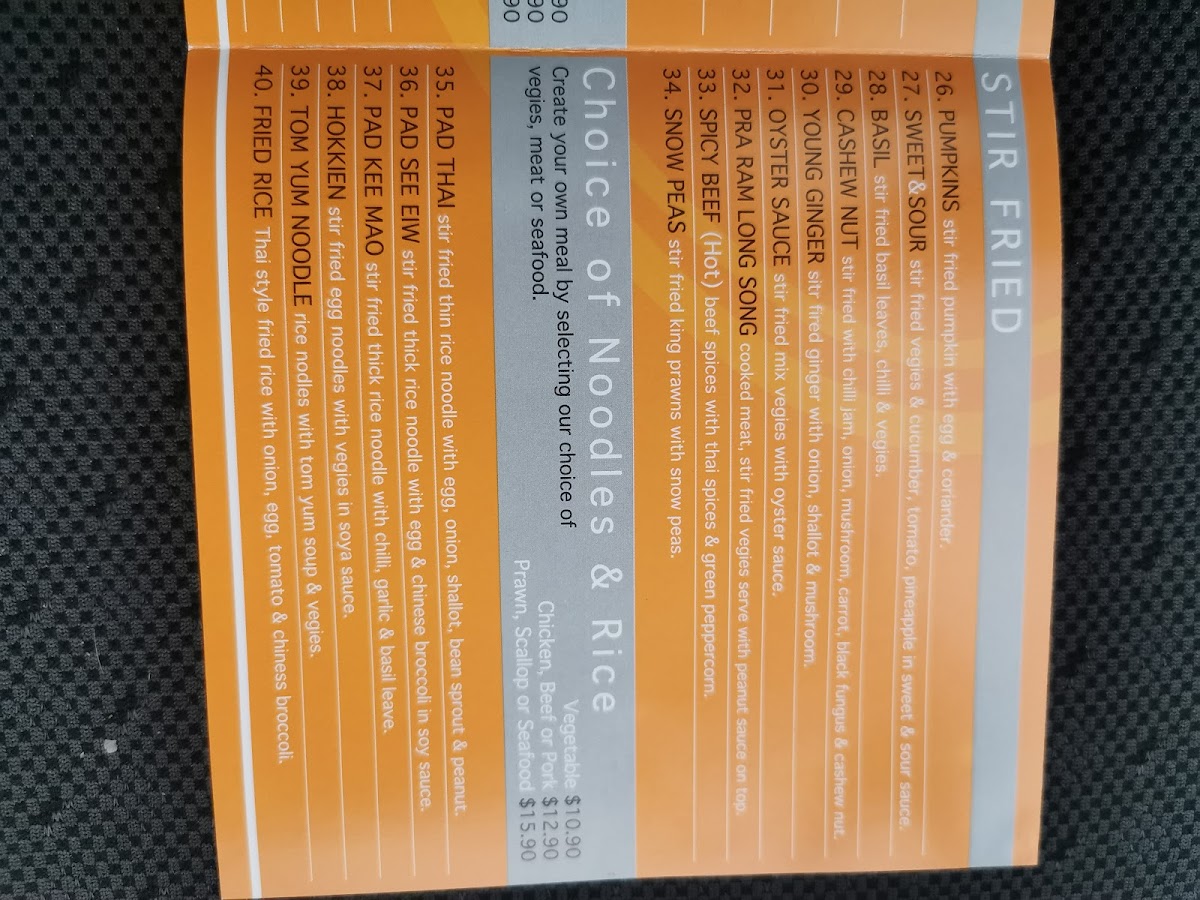 90
90
90
STIR FRIED
26. PUMPKINS stir fried pumpkin with egg & coriander.
27. SWEET&SOUR stir fried vegies & cucumber, tomato, pineapple in sweet & sour sauce.
28. BASIL stir fried basil leaves, chilli & vegies.
29. CASHEW NUT stir fried with chilli jam, onion, mushroom, carrot, black fungus & cashew nut.
30. YOUNG GINGER sitr fired ginger with onion, shallot & mushroom.
31. OYSTER SAUCE stir fried mix vegies with oyster sauce.
32. PRA RAM LONG SONG cooked meat, stir fried vegies serve with peanut sauce on top.
33. SPICY BEEF (Hot) beef spices with thai spices & green peppercorn.
34. SNOW PEAS stir fried king prawns with snow peas.
Choice of Noodles & Rice
Create your own meal by selecting our choice of
vegies, meat or seafood.
Vegetable $10.90
Chicken, Beef or Pork $12.90
Prawn, Scallop or Seafood $15.90
35. PAD THAI stir fried thin rice noodle with egg, onion, shallot, bean sprout & peanut.
36. PAD SEE EIW stir fried thick rice noodle with egg & chinese broccoli in soy sauce.
37. PAD KEE MAO stir fried thick rice noodle with chilli, garlic & basil leave.
38. HOKKIEN stir fried egg noodles with vegies in soya sauce.
39. TOM YUM NOODLE rice noodles with tom yum soup & vegies.
40. FRIED RICE Thai style fried rice with onion, egg, tomato & chiness broccoli.